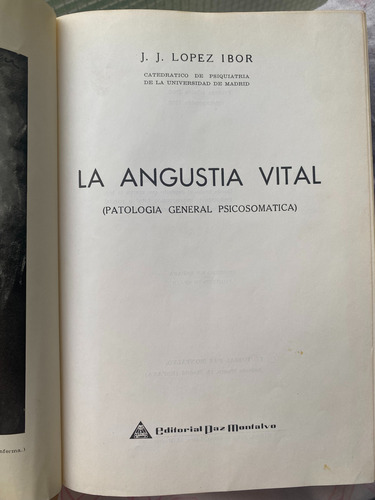 J. J. LOPEZ IBOR
CATEDRATICO DE PSIQUIATRIA
DE LA UNIVERSIDAD DE MADRID
LA ANGUSTIA VITAL
(PATOLOGIA GENERAL PSICOSOMATICA)
Editorial Paz Montalvo